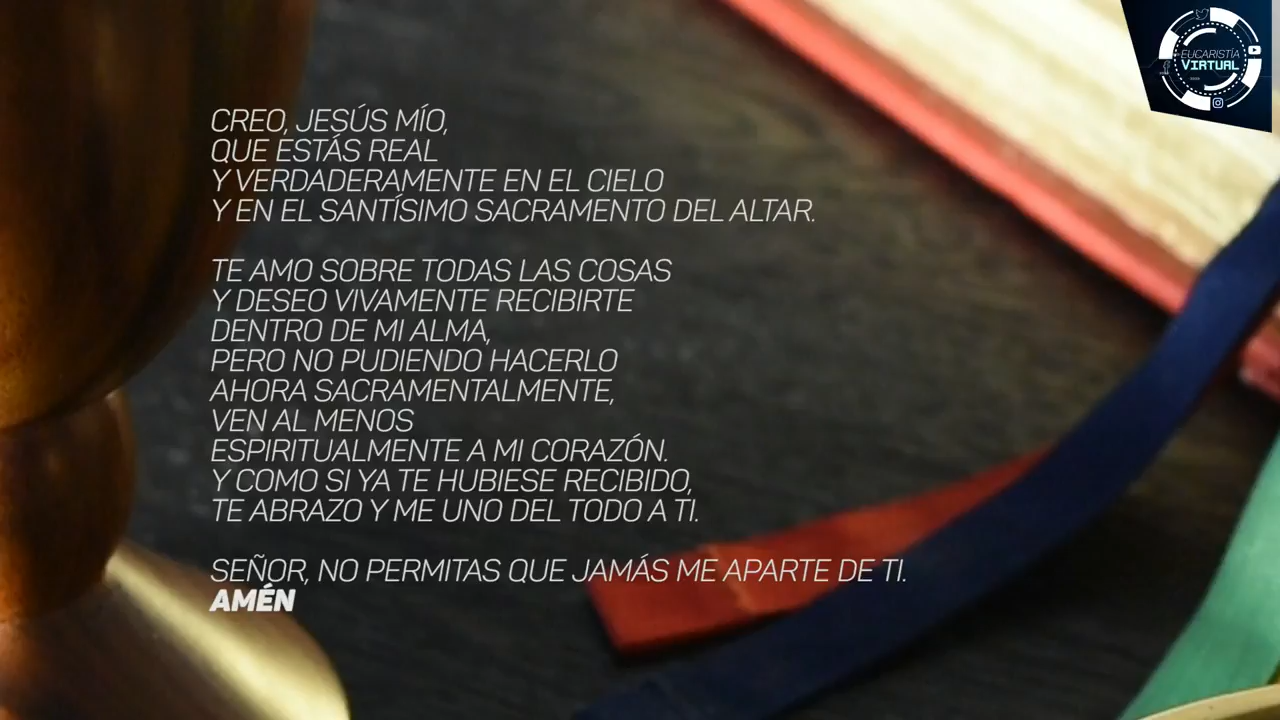 EUCARISTÍA
VIRTUAL
CREO, JESÚS MÍO,
QUE ESTÁS REAL
Y VERDADERAMENTE EN EL CIELO
Y EN EL SANTÍSIMO SACRAMENTO DEL ALTAR.
TE AMO SOBRE TODAS LAS COSAS
Y DESEO VIVAMENTE RECIBIRTE
DENTRO DE MI ALMA,
PERO NO PUDIENDO HACERLO
AHORA SACRAMENTALMENTE,
VEN AL MENOS
ESPIRITUALMENTE A MI CORAZÓN.
Y COMO SI YA TE HUBIESE RECIBIDO,
TE ABRAZO Y ME UNO DEL TODO A TI.
SEÑOR, NO PERMITAS QUE JAMÁS ME APARTE DE TI.
AMÉN